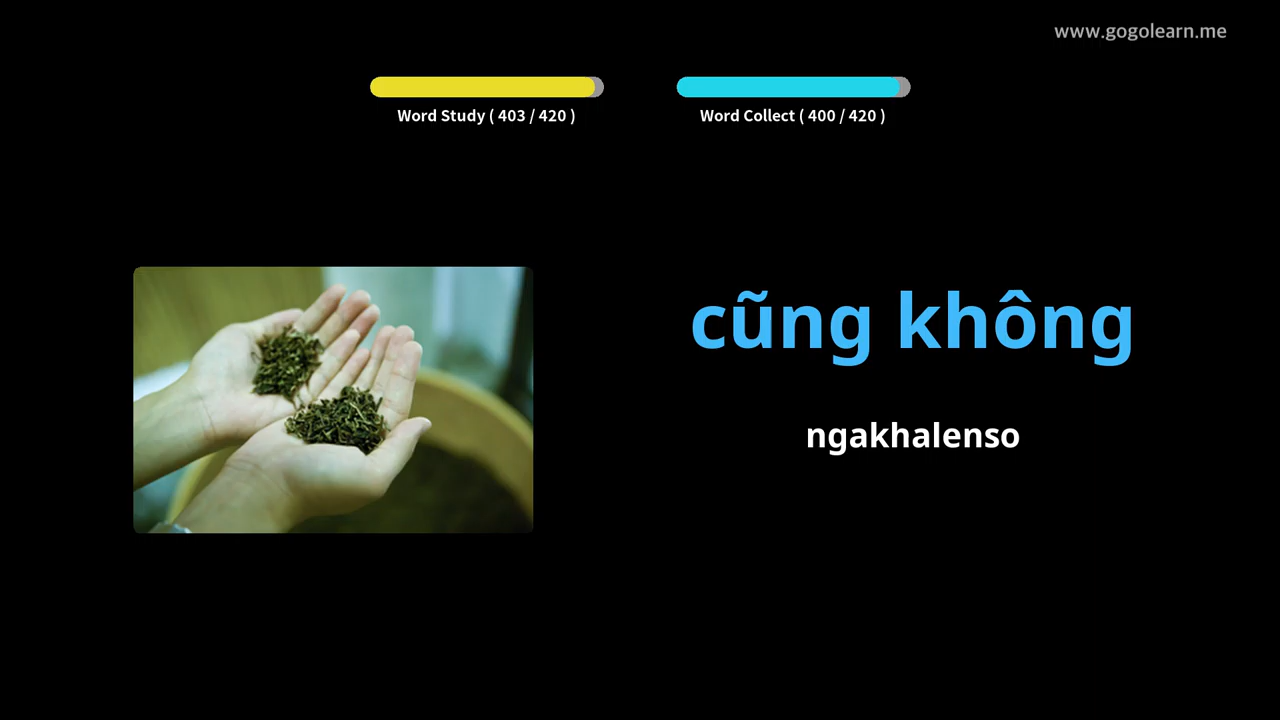 www.gogolearn.me
Word Study ( 403 / 420 )
Word Collect ( 400 / 420 )
cũng không
ngakhalenso